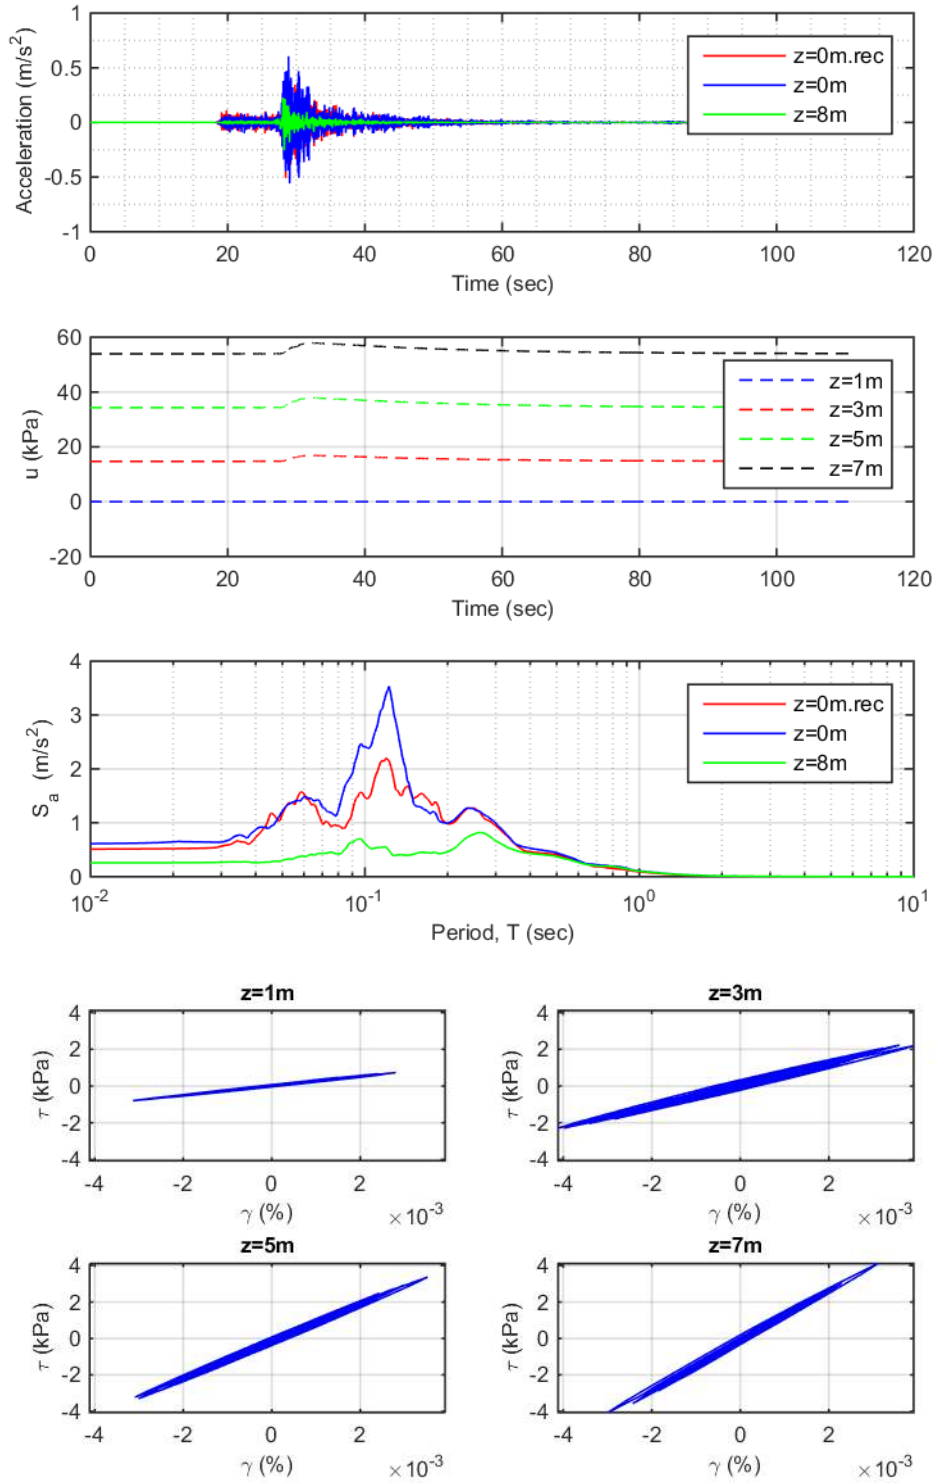 Acceleration (m/s²)
1
0.5
0
-0.5
-1
z=0m.rec
z=0m
z=8m
0 20 40 60 80 100 120
Time (sec)
u (kPa)
60
40
20
0
-20
z=1m
z=3m
z=5m
z=7m
0 20 40 60 80 100 120
Time (sec)
S_a (m/s²)
4
3
2
1
0
z=0m.rec
z=0m
z=8m
10⁻² 10⁻¹ 10⁰ 10¹
Period, T (sec)
z=1m
τ (kPa)
4
2
0
-2
-4
-4 -2 0 2
γ (%) ×10⁻³
z=3m
τ (kPa)
4
2
0
-2
-4
-4 -2 0 2
γ (%) ×10⁻³
z=5m
τ (kPa)
4
2
0
-2
-4
-4 -2 0 2
γ (%) ×10⁻³
z=7m
τ (kPa)
4
2
0
-2
-4
-4 -2 0 2
γ (%) ×10⁻³